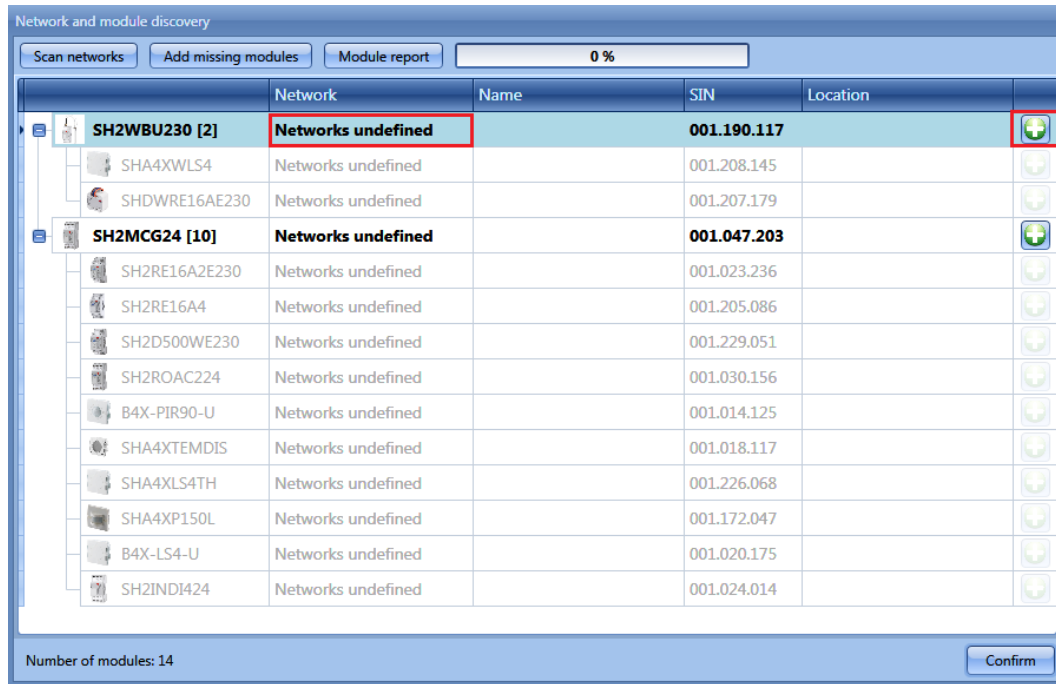 Network and module discovery
Scan networks Add missing modules Module report 0 %
Network Name SIN Location
SH2WBU230 [2] Networks undefined 001.190.117
SHA4XWLS4 Networks undefined 001.208.145
SHDWRE16AE230 Networks undefined 001.207.179
SH2MCG24 [10] Networks undefined 001.047.203
SH2RE16A2E230 Networks undefined 001.023.236
SH2RE16A4 Networks undefined 001.205.086
SH2D500WE230 Networks undefined 001.229.051
SH2ROAC224 Networks undefined 001.030.156
B4X-PIR90-U Networks undefined 001.014.125
SHA4XTEMDIS Networks undefined 001.018.117
SHA4XLS4TH Networks undefined 001.226.068
SHA4XP150L Networks undefined 001.172.047
B4X-LS4-U Networks undefined 001.020.175
SH2INDI424 Networks undefined 001.024.014
Number of modules: 14 Confirm